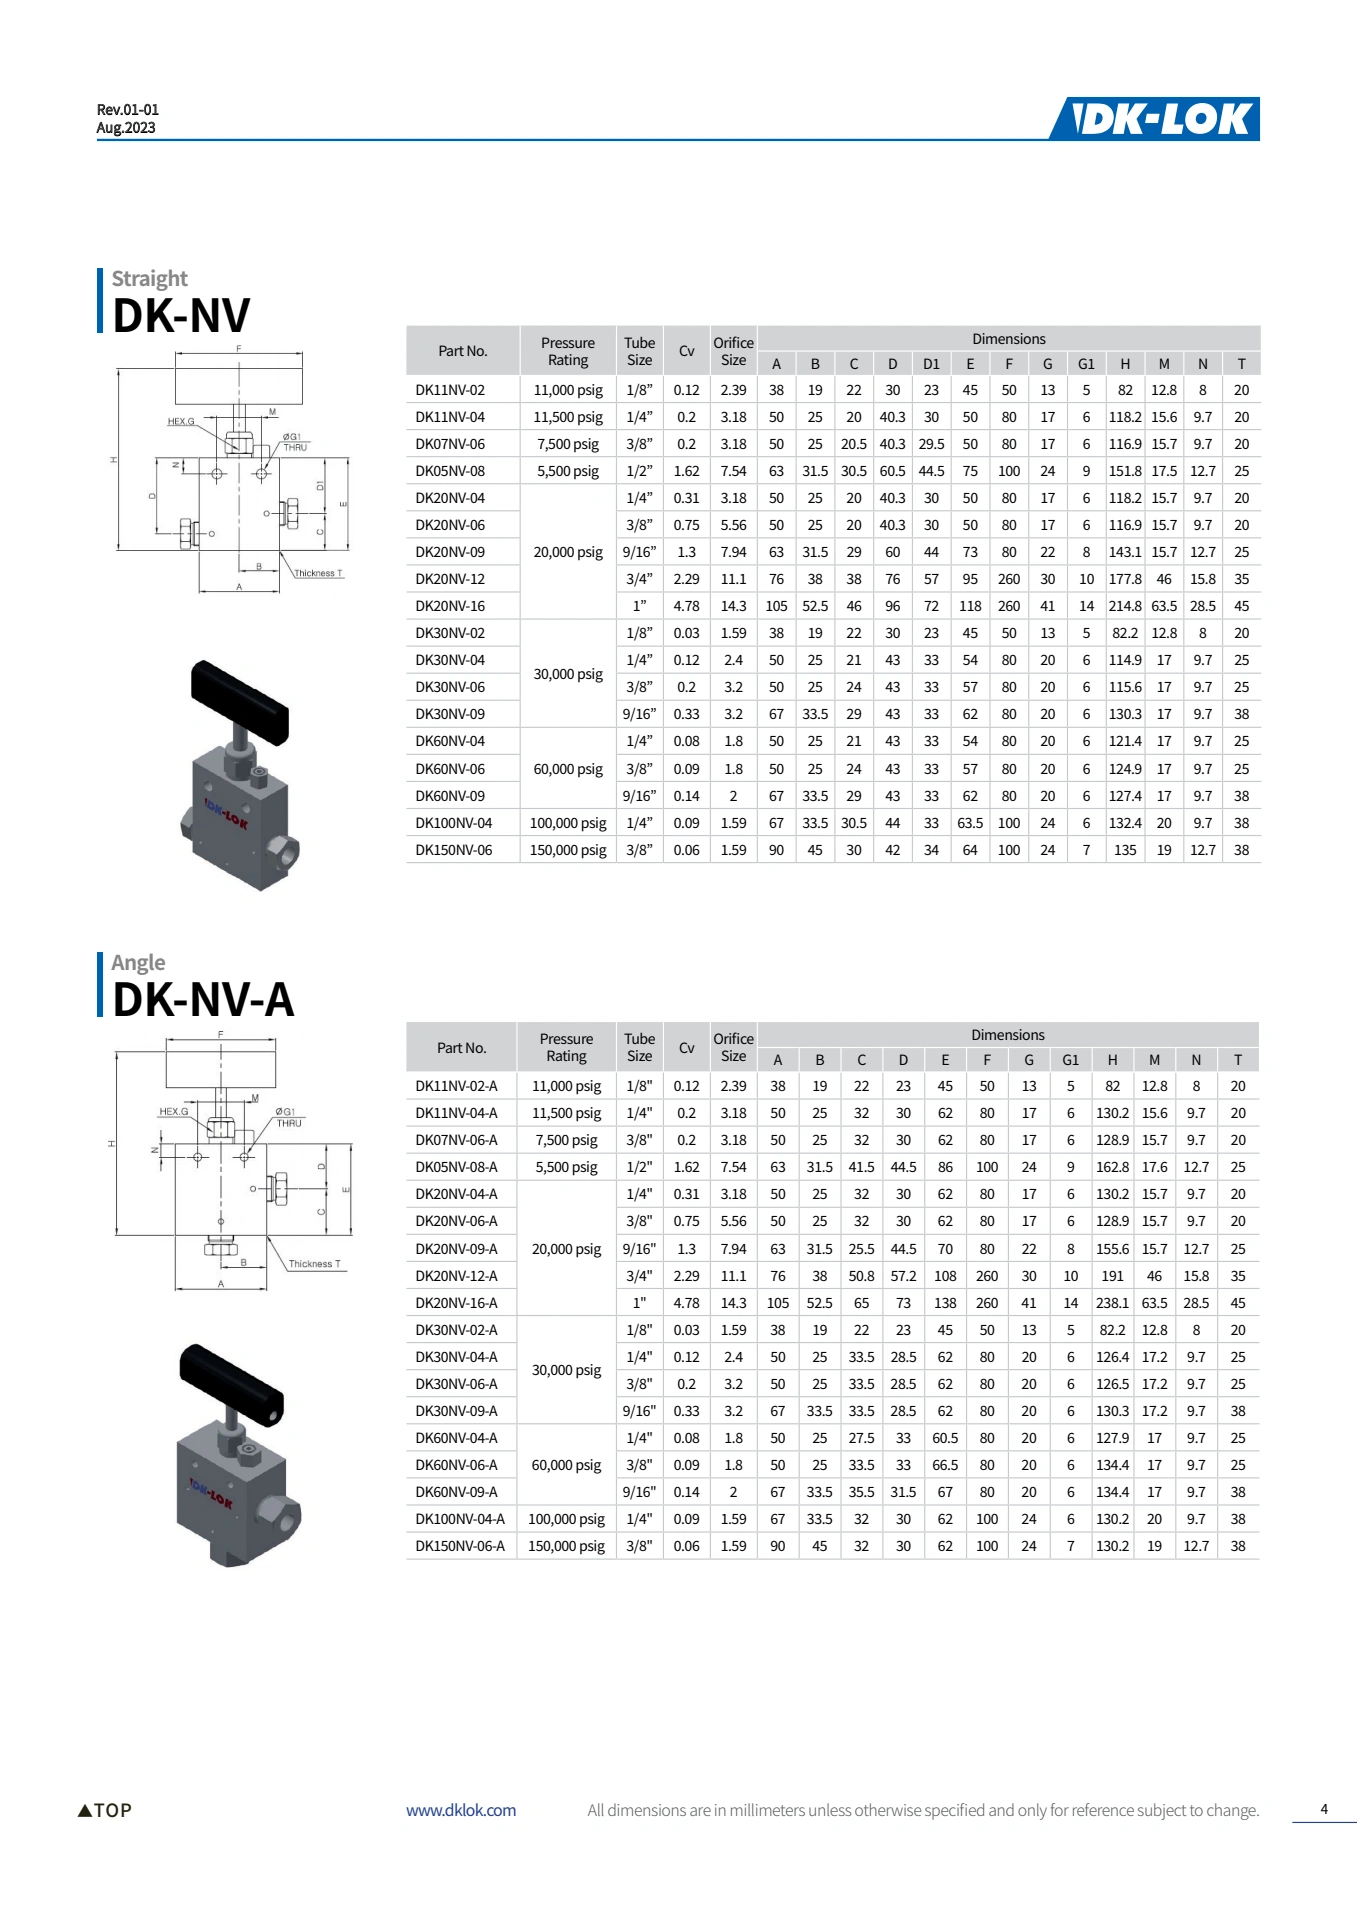 Rev.01-01
Aug.2023
DK-LOK
Straight
DK-NV
F
M
HEX.G
ØG1
THRU
H
N
D
D1
E
O
C
O
B
Thickness T
A
DK-LOK
Part No. Pressure Rating Tube Size Cv Orifice Size Dimensions
A B C D D1 E F G G1 H M N T
DK11NV-02 11,000 psig 1/8” 0.12 2.39 38 19 22 30 23 45 50 13 5 82 12.8 8 20
DK11NV-04 11,500 psig 1/4” 0.2 3.18 50 25 20 40.3 30 50 80 17 6 118.2 15.6 9.7 20
DK07NV-06 7,500 psig 3/8” 0.2 3.18 50 25 20.5 40.3 29.5 50 80 17 6 116.9 15.7 9.7 20
DK05NV-08 5,500 psig 1/2” 1.62 7.54 63 31.5 30.5 60.5 44.5 75 100 24 9 151.8 17.5 12.7 25
DK20NV-04 1/4” 0.31 3.18 50 25 20 40.3 30 50 80 17 6 118.2 15.7 9.7 20
DK20NV-06 3/8” 0.75 5.56 50 25 20 40.3 30 50 80 17 6 116.9 15.7 9.7 20
DK20NV-09 20,000 psig 9/16” 1.3 7.94 63 31.5 29 60 44 73 80 22 8 143.1 15.7 12.7 25
DK20NV-12 3/4” 2.29 11.1 76 38 38 76 57 95 260 30 10 177.8 46 15.8 35
DK20NV-16 1” 4.78 14.3 105 52.5 46 96 72 118 260 41 14 214.8 63.5 28.5 45
DK30NV-02 1/8” 0.03 1.59 38 19 22 30 23 45 50 13 5 82.2 12.8 8 20
DK30NV-04 30,000 psig 1/4” 0.12 2.4 50 25 21 43 33 54 80 20 6 114.9 17 9.7 25
DK30NV-06 3/8” 0.2 3.2 50 25 24 43 33 57 80 20 6 115.6 17 9.7 25
DK30NV-09 9/16” 0.33 3.2 67 33.5 29 43 33 62 80 20 6 130.3 17 9.7 38
DK60NV-04 1/4” 0.08 1.8 50 25 21 43 33 54 80 20 6 121.4 17 9.7 25
DK60NV-06 60,000 psig 3/8” 0.09 1.8 50 25 24 43 33 57 80 20 6 124.9 17 9.7 25
DK60NV-09 9/16” 0.14 2 67 33.5 29 43 33 62 80 20 6 127.4 17 9.7 38
DK100NV-04 100,000 psig 1/4” 0.09 1.59 67 33.5 30.5 44 33 63.5 100 24 6 132.4 20 9.7 38
DK150NV-06 150,000 psig 3/8” 0.06 1.59 90 45 30 42 34 64 100 24 7 135 19 12.7 38
Angle
DK-NV-A
F
M
HEX.G
ØG1
THRU
H
N
D
E
O
C
O
B
Thickness T
A
DK-LOK
Part No. Pressure Rating Tube Size Cv Orifice Size Dimensions
A B C D E F G G1 H M N T
DK11NV-02-A 11,000 psig 1/8" 0.12 2.39 38 19 22 23 45 50 13 5 82 12.8 8 20
DK11NV-04-A 11,500 psig 1/4" 0.2 3.18 50 25 32 30 62 80 17 6 130.2 15.6 9.7 20
DK07NV-06-A 7,500 psig 3/8" 0.2 3.18 50 25 32 30 62 80 17 6 128.9 15.7 9.7 20
DK05NV-08-A 5,500 psig 1/2" 1.62 7.54 63 31.5 41.5 44.5 86 100 24 9 162.8 17.6 12.7 25
DK20NV-04-A 1/4" 0.31 3.18 50 25 32 30 62 80 17 6 130.2 15.7 9.7 20
DK20NV-06-A 3/8" 0.75 5.56 50 25 32 30 62 80 17 6 128.9 15.7 9.7 20
DK20NV-09-A 20,000 psig 9/16" 1.3 7.94 63 31.5 25.5 44.5 70 80 22 8 155.6 15.7 12.7 25
DK20NV-12-A 3/4" 2.29 11.1 76 38 50.8 57.2 108 260 30 10 191 46 15.8 35
DK20NV-16-A 1" 4.78 14.3 105 52.5 65 73 138 260 41 14 238.1 63.5 28.5 45
DK30NV-02-A 1/8" 0.03 1.59 38 19 22 23 45 50 13 5 82.2 12.8 8 20
DK30NV-04-A 30,000 psig 1/4" 0.12 2.4 50 25 33.5 28.5 62 80 20 6 126.4 17.2 9.7 25
DK30NV-06-A 3/8" 0.2 3.2 50 25 33.5 28.5 62 80 20 6 126.5 17.2 9.7 25
DK30NV-09-A 9/16" 0.33 3.2 67 33.5 33.5 28.5 62 80 20 6 130.3 17.2 9.7 38
DK60NV-04-A 1/4" 0.08 1.8 50 25 27.5 33 60.5 80 20 6 127.9 17 9.7 25
DK60NV-06-A 60,000 psig 3/8" 0.09 1.8 50 25 33.5 33 66.5 80 20 6 134.4 17 9.7 25
DK60NV-09-A 9/16" 0.14 2 67 33.5 35.5 31.5 67 80 20 6 134.4 17 9.7 38
DK100NV-04-A 100,000 psig 1/4" 0.09 1.59 67 33.5 32 30 62 100 24 6 130.2 20 9.7 38
DK150NV-06-A 150,000 psig 3/8" 0.06 1.59 90 45 32 30 62 100 24 7 130.2 19 12.7 38
▲TOP
www.dklok.com
All dimensions are in millimeters unless otherwise specified and only for reference subject to change.
4